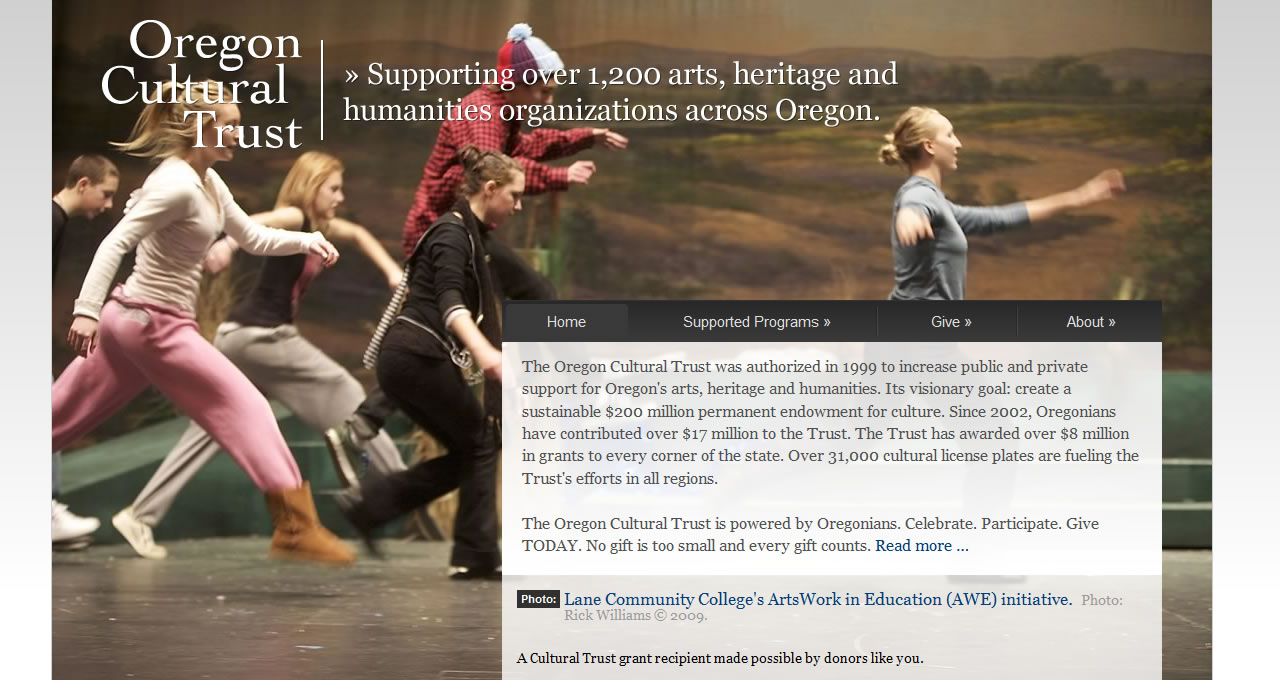 Oregon
Cultural
Trust
» Supporting over 1,200 arts, heritage and
humanities organizations across Oregon.
Home Supported Programs » Give » About »
The Oregon Cultural Trust was authorized in 1999 to increase public and private
support for Oregon's arts, heritage and humanities. Its visionary goal: create a
sustainable $200 million permanent endowment for culture. Since 2002, Oregonians
have contributed over $17 million to the Trust. The Trust has awarded over $8 million
in grants to every corner of the state. Over 31,000 cultural license plates are fueling the
Trust's efforts in all regions.
The Oregon Cultural Trust is powered by Oregonians. Celebrate. Participate. Give
TODAY. No gift is too small and every gift counts. Read more ...
Photo: Lane Community College's ArtsWork in Education (AWE) initiative. Photo:
Rick Williams © 2009.
A Cultural Trust grant recipient made possible by donors like you.